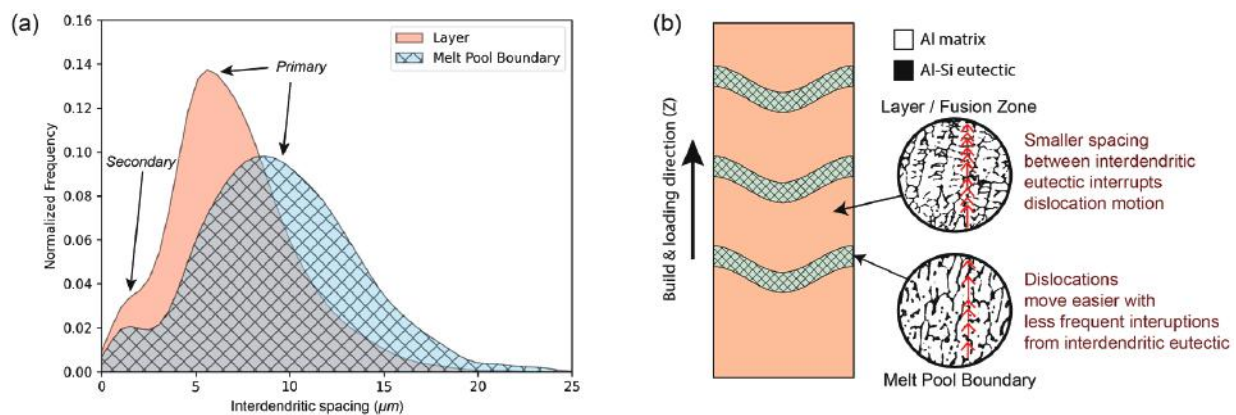 (a)
0.16
0.14
0.12
0.10
0.08
0.06
0.04
0.02
0.00
Normalized Frequency
Layer
Melt Pool Boundary
Primary
Secondary
0
5
10
15
20
25
Interdendritic spacing (μm)
(b)
Build & loading direction (Z)
Al matrix
Al-Si eutectic
Layer / Fusion Zone
Smaller spacing
between interdendritic
eutectic interrupts
dislocation motion
Dislocations
move easier with
less frequent interuptions
from interdendritic eutectic
Melt Pool Boundary